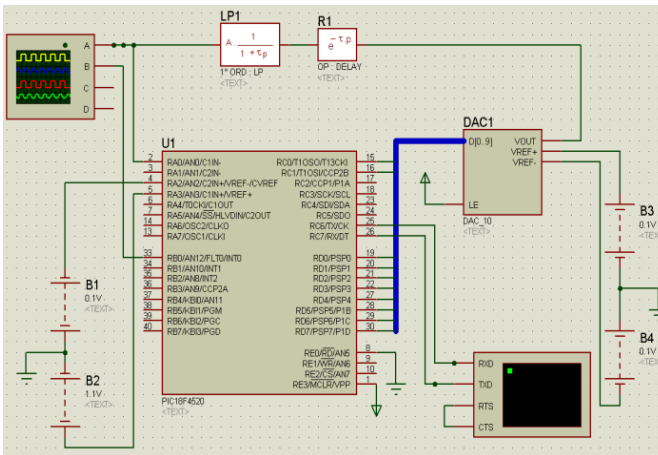 LP1
A. 1
1 + τp
1° ORD : LP
<TEXT>
R1
e -τ.p
OP : DELAY
<TEXT>
A
B
C
D
U1
2 RA0/AN0/C1IN-
3 RA1/AN1/C2IN-
4 RA2/AN2/C2IN+/VREF-/CVREF
5 RA3/AN3/C1IN+/VREF+
6 RA4/T0CKI/C1OUT
7 RA5/AN4/SS/HLVDIN/C2OUT
14 RA6/OSC2/CLKO
13 RA7/OSC1/CLKI
33 RB0/AN12/FLT0/INT0
34 RB1/AN10/INT1
35 RB2/AN8/INT2
36 RB3/AN9/CCP2A
37 RB4/KBI0/AN11
38 RB5/KBI1/PGM
39 RB6/KBI2/PGC
40 RB7/KBI3/PGD
RC0/T1OSO/T13CKI 15
RC1/T1OSI/CCP2B 16
RC2/CCP1/P1A 17
RC3/SCK/SCL 18
RC4/SDI/SDA 23
RC5/SDO 24
RC6/TX/CK 25
RC7/RX/DT 26
RD0/PSP0 19
RD1/PSP1 20
RD2/PSP2 21
RD3/PSP3 22
RD4/PSP4 27
RD5/PSP5/P1B 28
RD6/PSP6/P1C 29
RD7/PSP7/P1D 30
RE0/RD/AN5 8
RE1/WR/AN6 9
RE2/CS/AN7 10
RE3/MCLR/VPP 1
PIC18F4520
<TEXT>
DAC1
D[0..9]
VOUT
VREF+
VREF-
LE
DAC_10
<TEXT>
B1
0.1V
<TEXT>
B2
1.1V
<TEXT>
B3
0.1V
B4
0.1V
RXD
TXD
RTS
CTS